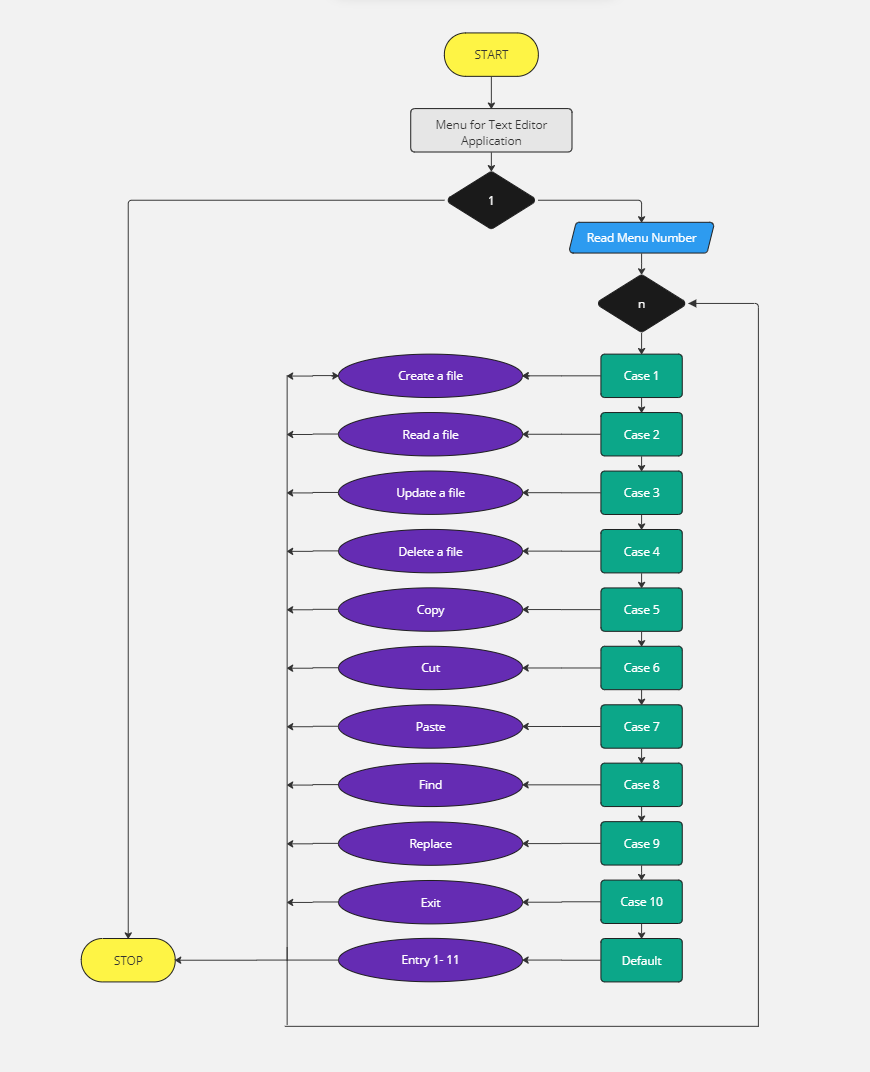 START
Menu for Text Editor
Application
1
Read Menu Number
n
Create a file
Case 1
Read a file
Case 2
Update a file
Case 3
Delete a file
Case 4
Copy
Case 5
Cut
Case 6
Paste
Case 7
Find
Case 8
Replace
Case 9
Exit
Case 10
STOP
Entry 1- 11
Default